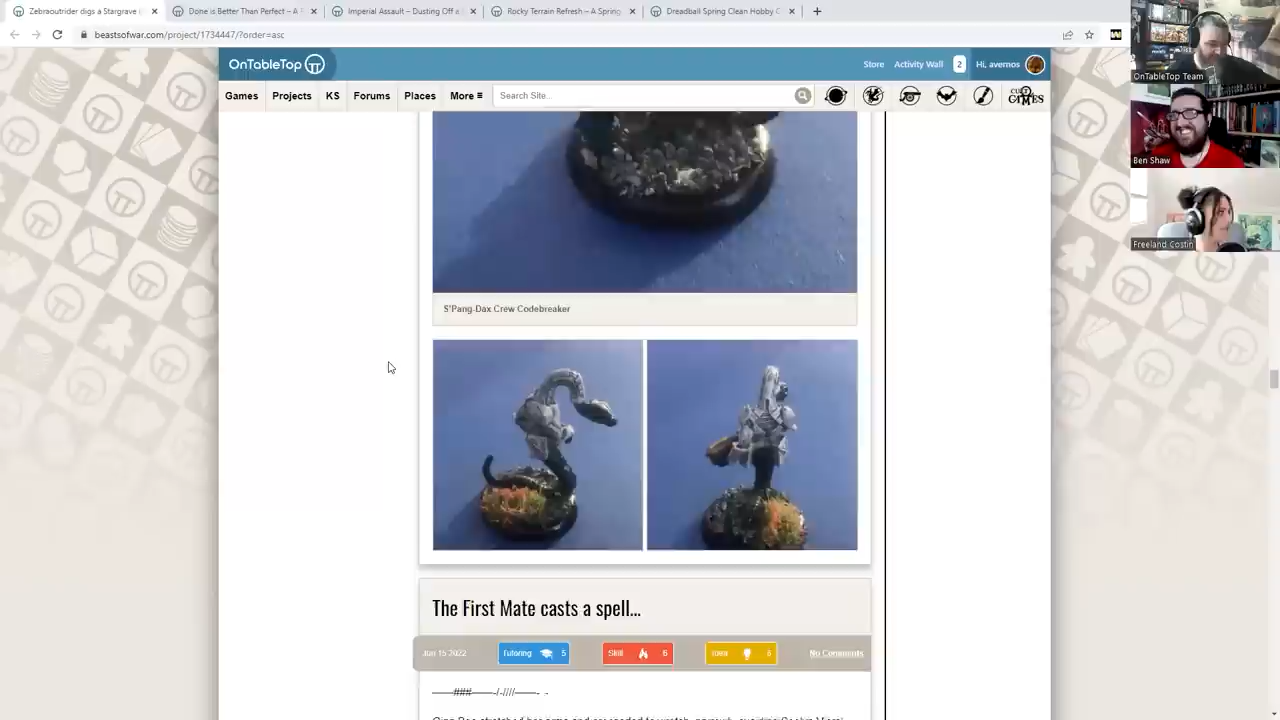 Zebraoutrider digs a Stargrave
Done is Better Than Perfect – A
Imperial Assault – Dusting Off
Rocky Terrain Refresh – A Spring
Dreadball Spring Clean Hobby
beastsofwar.com/project/1734447/?order=asc
OnTableTop
Store
Activity Wall
2
Hi, avernos
Games
Projects
KS
Forums
Places
More
Search Site...
OnTableTop Team
Ben Shaw
Freeland Costin
S'Pang-Dax Crew Codebreaker
The First Mate casts a spell...
Jun 15 2022
Tutoring
5
Skill
6
Idea
6
No Comments